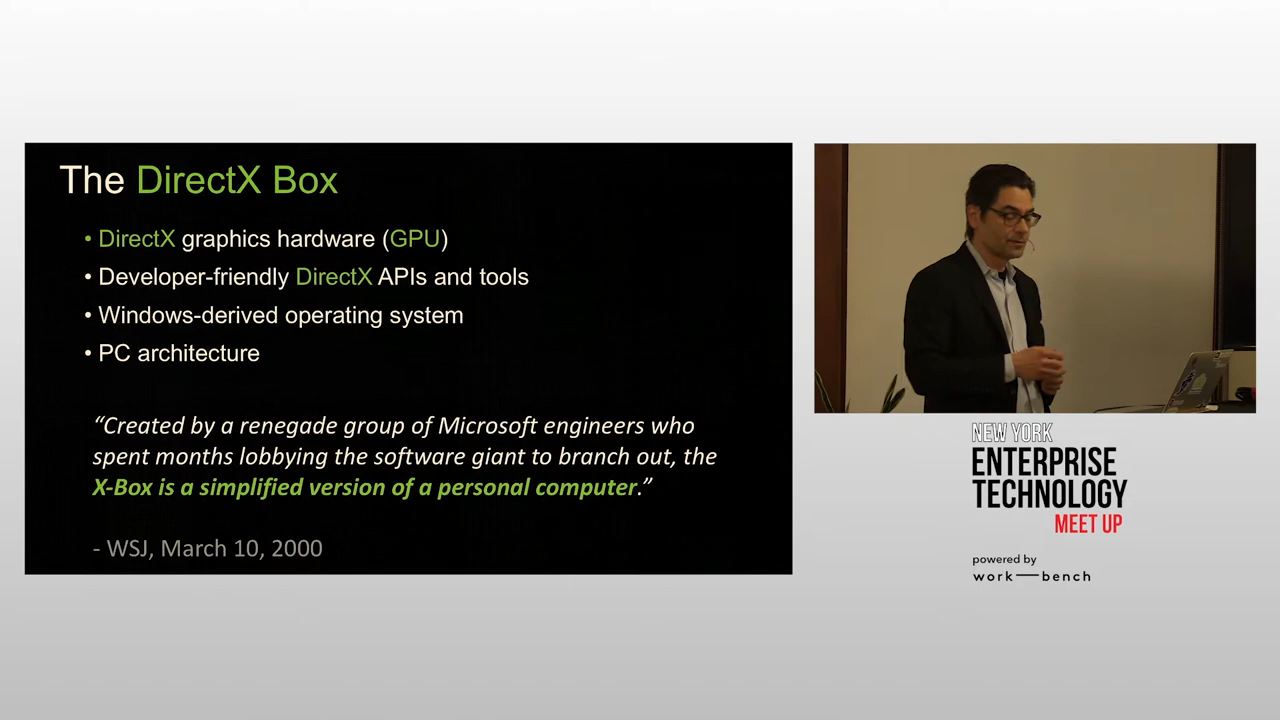 The DirectX Box
• DirectX graphics hardware (GPU)
• Developer-friendly DirectX APIs and tools
• Windows-derived operating system
• PC architecture
“Created by a renegade group of Microsoft engineers who
spent months lobbying the software giant to branch out, the
X-Box is a simplified version of a personal computer.”
- WSJ, March 10, 2000
NEW YORK
ENTERPRISE
TECHNOLOGY
MEET UP
powered by
work—bench